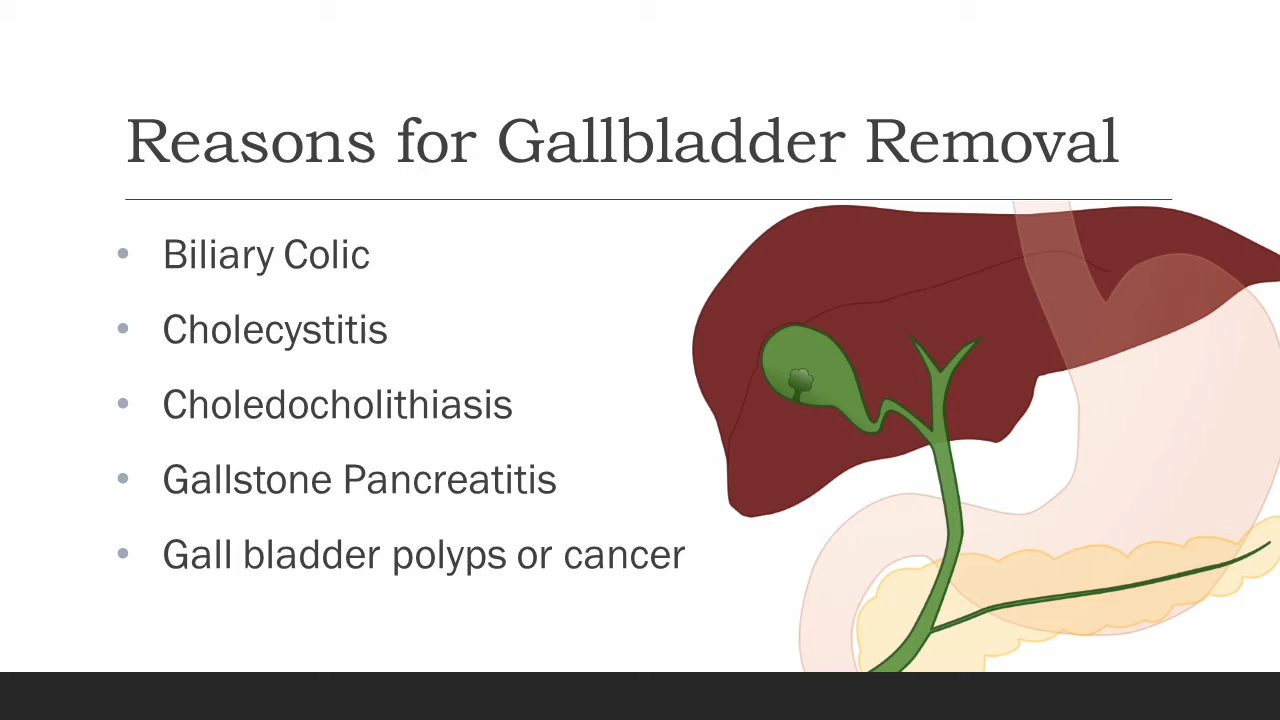 Reasons for Gallbladder Removal
• Biliary Colic
• Cholecystitis
• Choledocholithiasis
• Gallstone Pancreatitis
• Gall bladder polyps or cancer